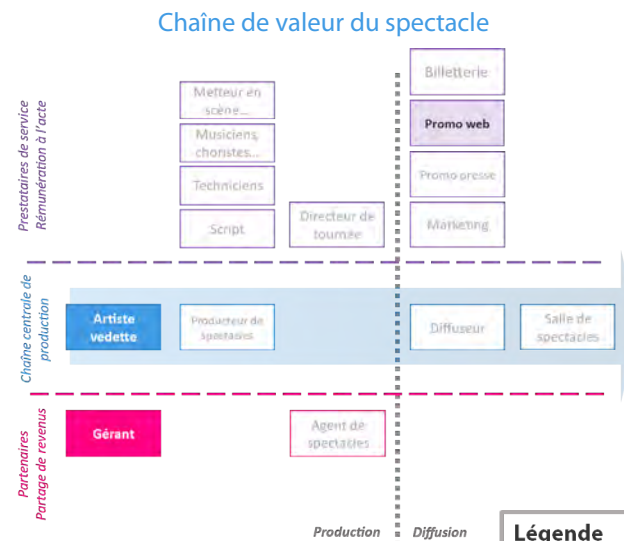 Chaîne de valeur du spectacle
Prestataires de service
Rémunération à l'acte
Metteur en
scène...
Musiciens,
choristes...
Techniciens
Script
Directeur de
tournée
Billetterie
Promo web
Promo presse
Marketing
Chaîne centrale de
production
Artiste
vedette
Producteur de
spectacles
Diffuseur
Salle de
spectacles
Partenaires
Partage de revenus
Gérant
Agent de
spectacles
Production
Diffusion
Légende